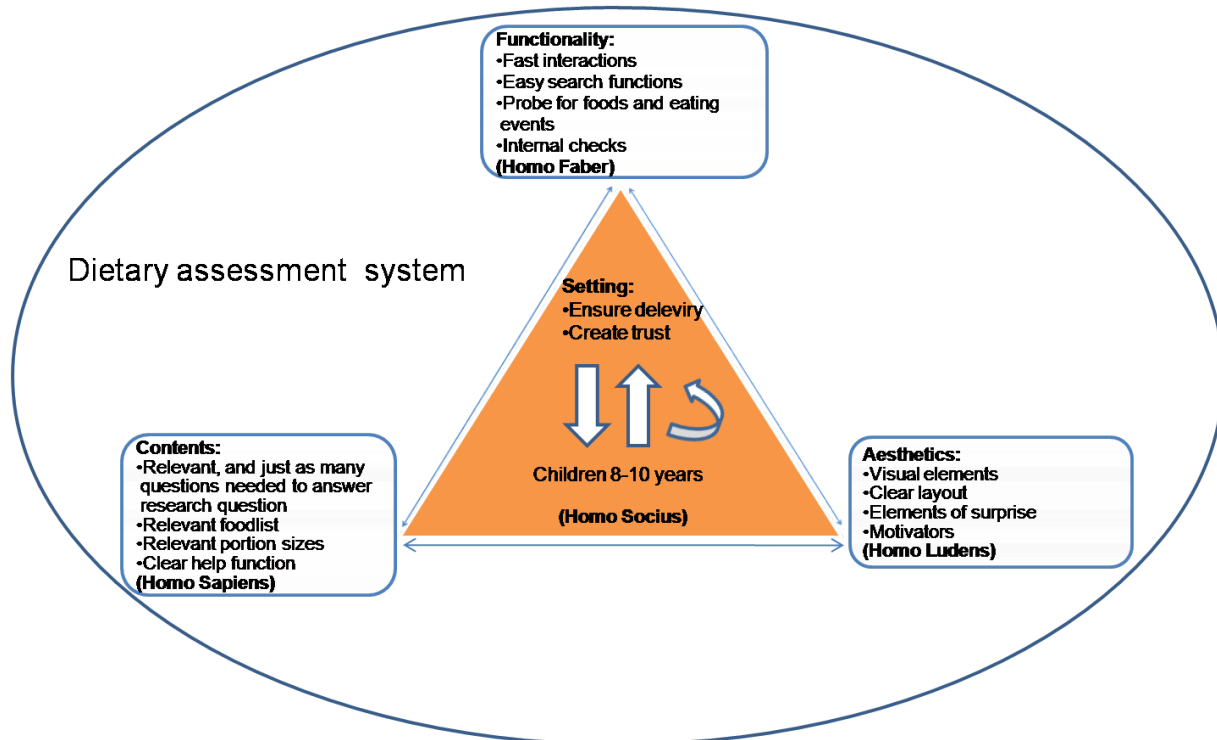 Functionality:
•Fast interactions
•Easy search functions
•Probe for foods and eating
events
•Internal checks
(Homo Faber)
Dietary assessment system
Setting:
•Ensure deleviry
•Create trust
Children 8-10 years
(Homo Socius)
Contents:
•Relevant, and just as many
questions needed to answer
research question
•Relevant foodlist
•Relevant portion sizes
•Clear help function
(Homo Sapiens)
Aesthetics:
•Visual elements
•Clear layout
•Elements of surprise
•Motivators
(Homo Ludens)